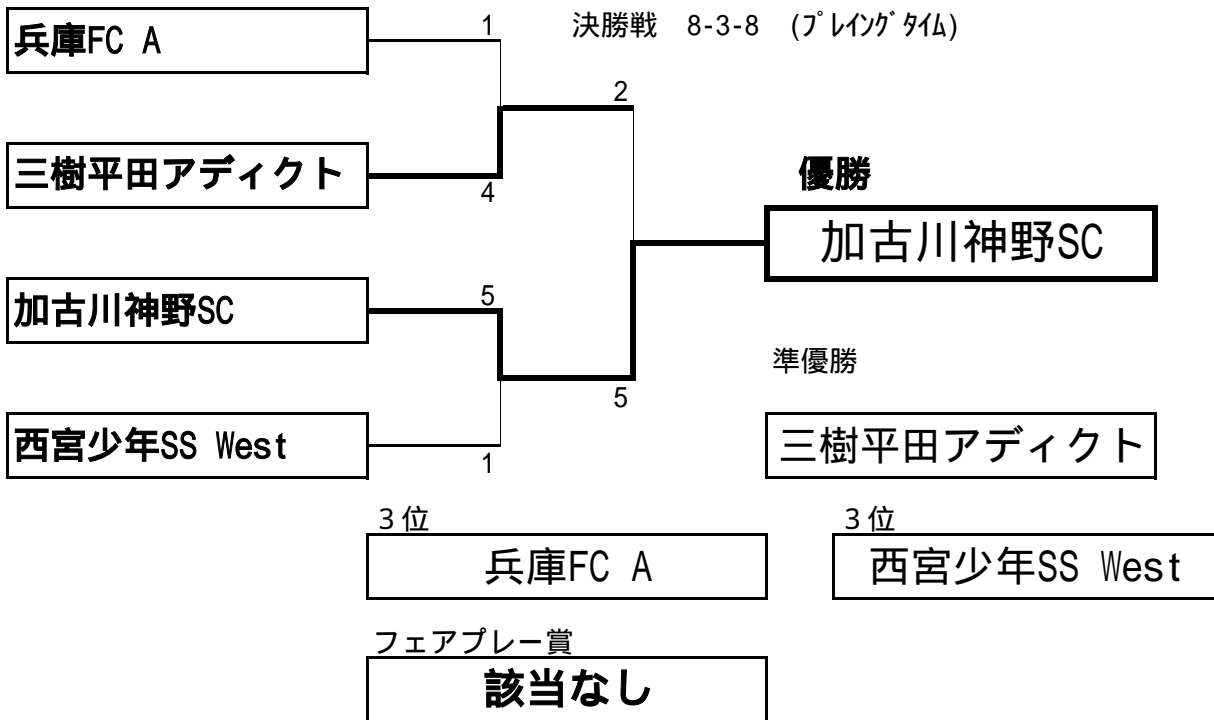 決勝戦 8-3-8 (ﾌﾟﾚｲﾝｸﾞﾀｲﾑ)
兵庫FC A
1
2
三樹平田アディクト
4
優勝
加古川神野SC
加古川神野SC
5
準優勝
5
西宮少年SS West
1
三樹平田アディクト
３位
兵庫FC A
３位
西宮少年SS West
フェアプレー賞
該当なし